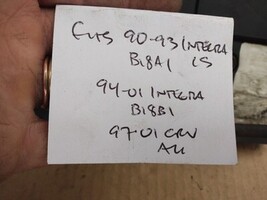 FITS 90-93 INTEGRA
B18A1 LS
94-01 INTEGRA
B18B1
97-01 CRV
ALL